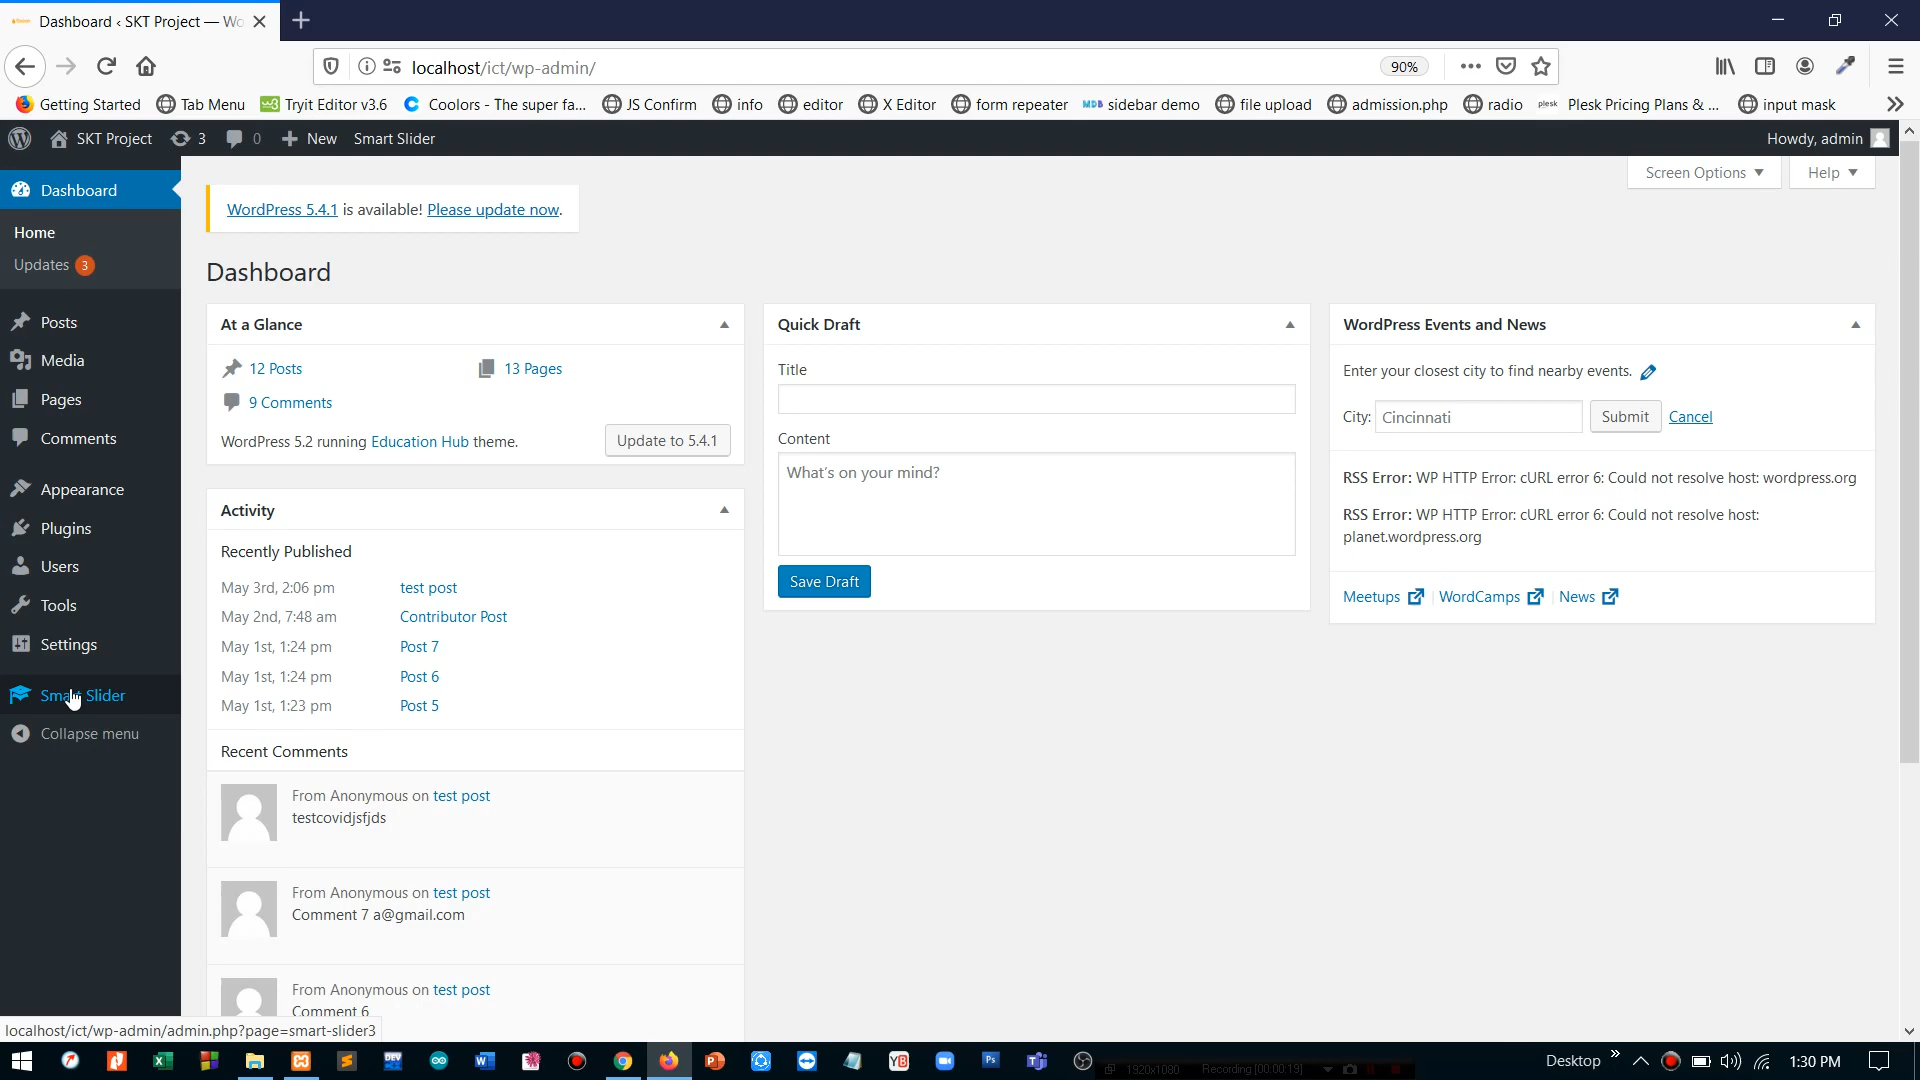 Dashboard ‹ SKT Project — Wo
localhost/ict/wp-admin/
90%
Getting Started
Tab Menu
Tryit Editor v3.6
Coolors - The super fa...
JS Confirm
info
editor
X Editor
form repeater
MDB sidebar demo
file upload
admission.php
radio
plesk Plesk Pricing Plans & ...
input mask
SKT Project
3
0
New
Smart Slider
Howdy, admin
Dashboard
Home
Updates 3
Posts
Media
Pages
Comments
Appearance
Plugins
Users
Tools
Settings
Smart Slider
Collapse menu
Screen Options
Help
WordPress 5.4.1 is available! Please update now.
Dashboard
At a Glance
12 Posts
13 Pages
9 Comments
WordPress 5.2 running Education Hub theme.
Update to 5.4.1
Activity
Recently Published
May 3rd, 2:06 pm test post
May 2nd, 7:48 am Contributor Post
May 1st, 1:24 pm Post 7
May 1st, 1:24 pm Post 6
May 1st, 1:23 pm Post 5
Recent Comments
From Anonymous on test post
testcovidjsfjds
From Anonymous on test post
Comment 7 a@gmail.com
From Anonymous on test post
Comment 6
Quick Draft
Title
Content
What's on your mind?
Save Draft
WordPress Events and News
Enter your closest city to find nearby events.
City: Cincinnati Submit Cancel
RSS Error: WP HTTP Error: cURL error 6: Could not resolve host: wordpress.org
RSS Error: WP HTTP Error: cURL error 6: Could not resolve host:
planet.wordpress.org
Meetups
WordCamps
News
localhost/ict/wp-admin/admin.php?page=smart-slider3
1920x1080
Recording [00:00:19]
Desktop
1:30 PM